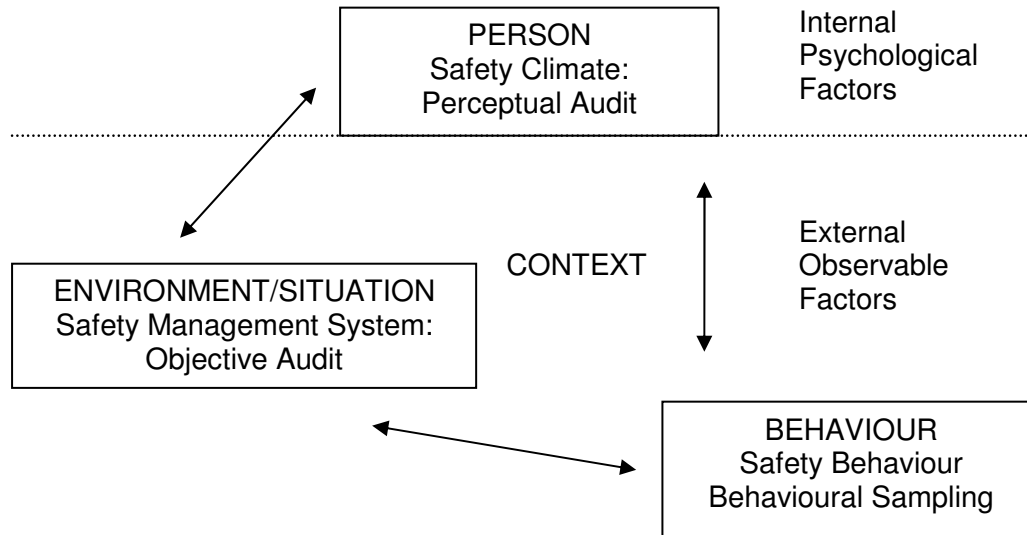 PERSON
Safety Climate:
Perceptual Audit
Internal
Psychological
Factors
CONTEXT
External
Observable
Factors
ENVIRONMENT/SITUATION
Safety Management System:
Objective Audit
BEHAVIOUR
Safety Behaviour
Behavioural Sampling